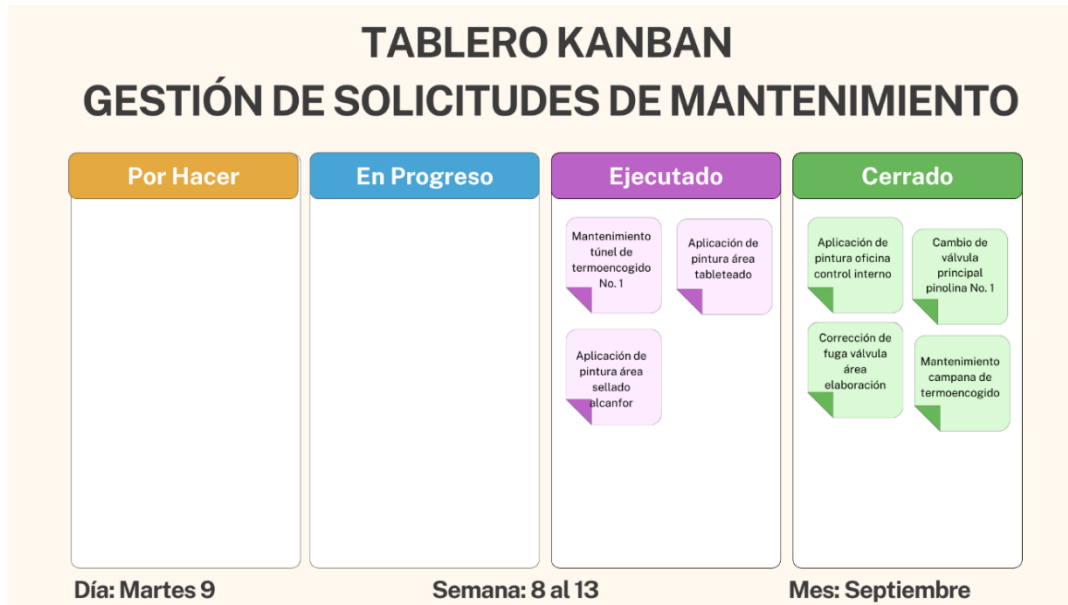 TABLERO KANBAN
GESTIÓN DE SOLICITUDES DE MANTENIMIENTO
Por Hacer
En Progreso
Ejecutado
Mantenimiento
túnel de
termoencogido
No. 1
Aplicación de
pintura área
tableteado
Aplicación de
pintura área
sellado
alcanfor
Cerrado
Aplicación de
pintura oficina
control interno
Cambio de
válvula
principal
pinolina No. 1
Corrección de
fuga válvula
área
elaboración
Mantenimiento
campana de
termoencogido
Día: Martes 9
Semana: 8 al 13
Mes: Septiembre